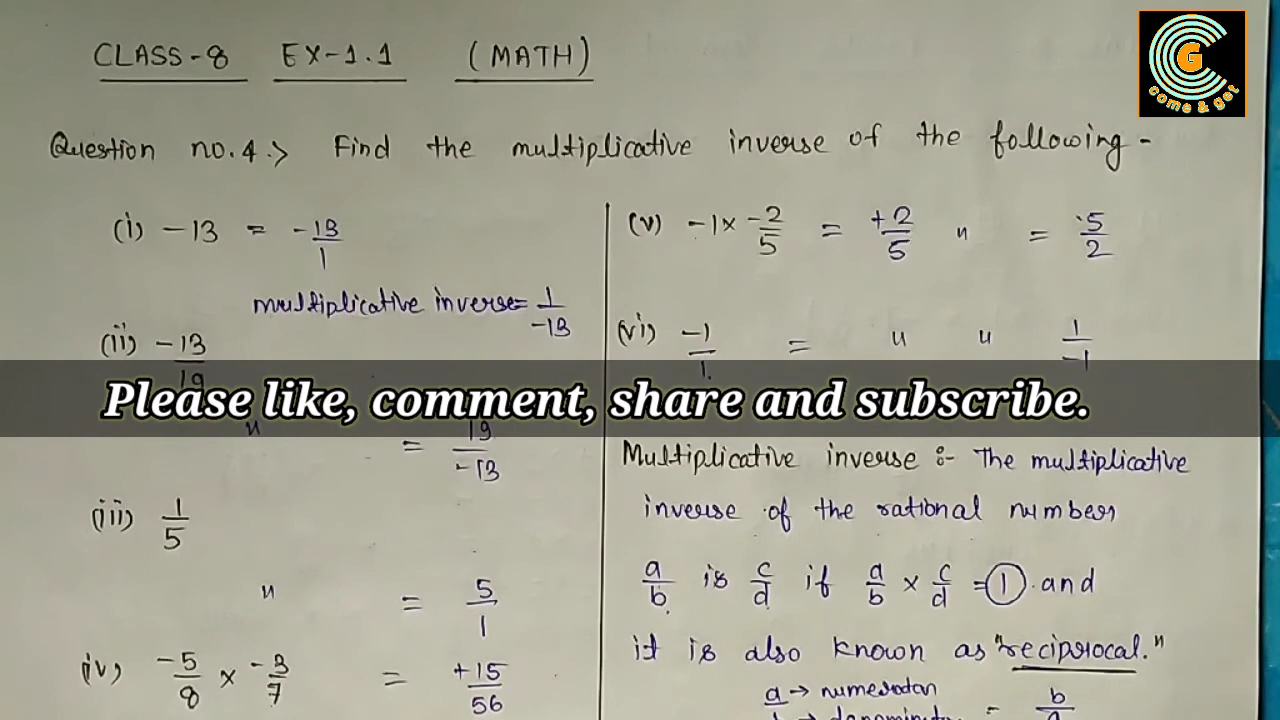 CLASS-8 EX-1.1 (MATH)
come & get
Question no.4.> Find the multiplicative inverse of the following -
(i) -13 = -13/1
multiplicative inverse = 1/-13
(ii) -13/19
" = 19/-13
(iii) 1/5
" = 5/1
(iv) -5/8 x -3/7 = +15/56
(v) -1x -2/5 = +2/5 " = 5/2
(vi) -1/1 = " " 1/-1
Please like, comment, share and subscribe.
Multiplicative inverse :- The multiplicative
inverse of the rational numbers
a/b is c/d if a/b x c/d = 1 and
it is also known as "reciprocal."
a → numerator
= b